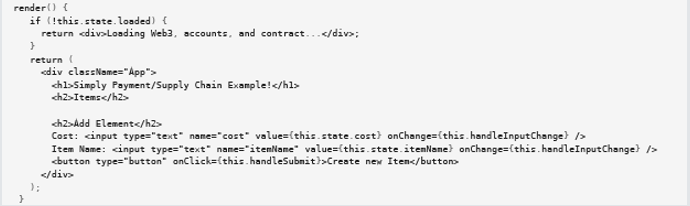 render() {
if (!this.state.loaded) {
return <div>Loading Web3, accounts, and contract...</div>;
}
return (
<div className="App">
<h1>Simply Payment/Supply Chain Example!</h1>
<h2>Items</h2>
<h2>Add Element</h2>
Cost: <input type="text" name="cost" value={this.state.cost} onChange={this.handleInputChange} />
Item Name: <input type="text" name="itemName" value={this.state.itemName} onChange={this.handleInputChange} />
<button type="button" onClick={this.handleSubmit}>Create new Item</button>
</div>
);
}